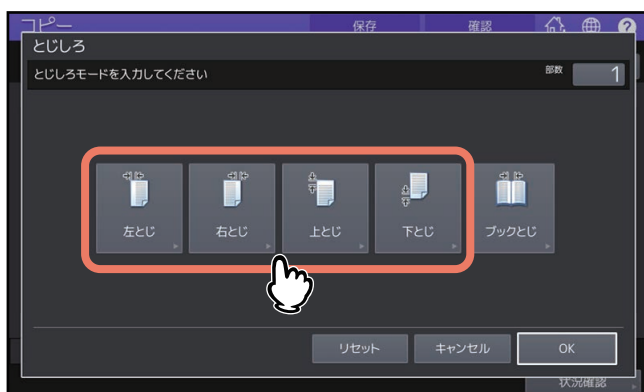 コピー 保存 確認 ?
とじしろ
とじしろモードを入力してください 部数 1
左とじ 右とじ 上とじ 下とじ ブックとじ
リセット キャンセル OK
状況確認